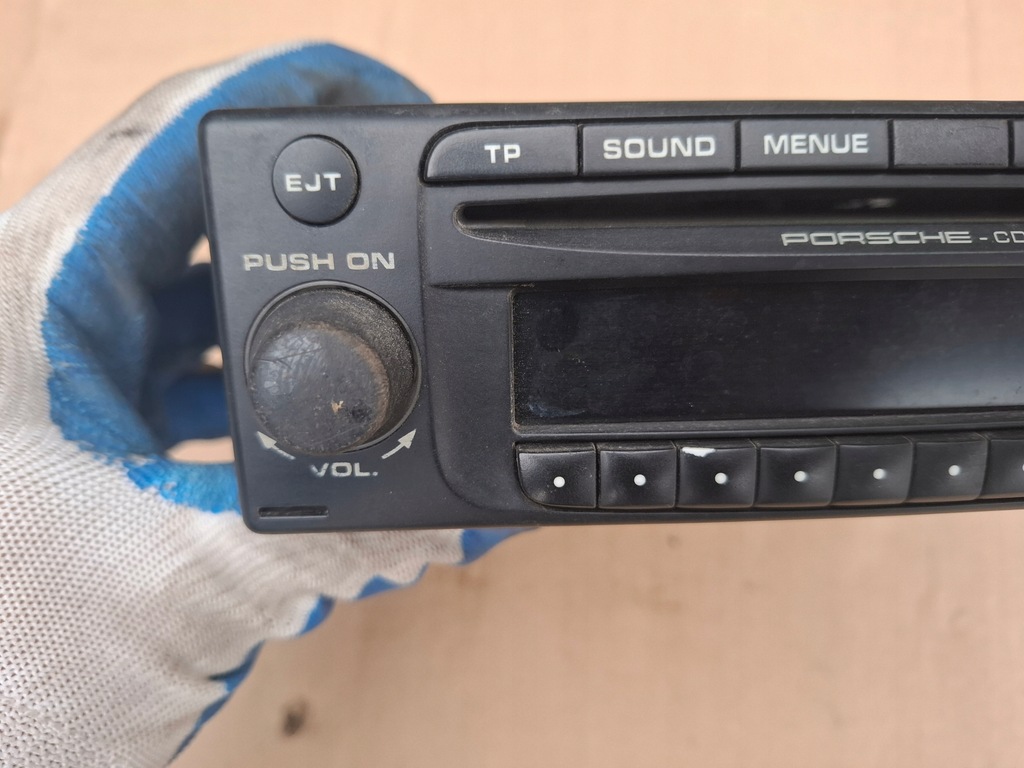 TP
SOUND
MENUE
EJT
PORSCHE - CD
PUSH ON
VOL.